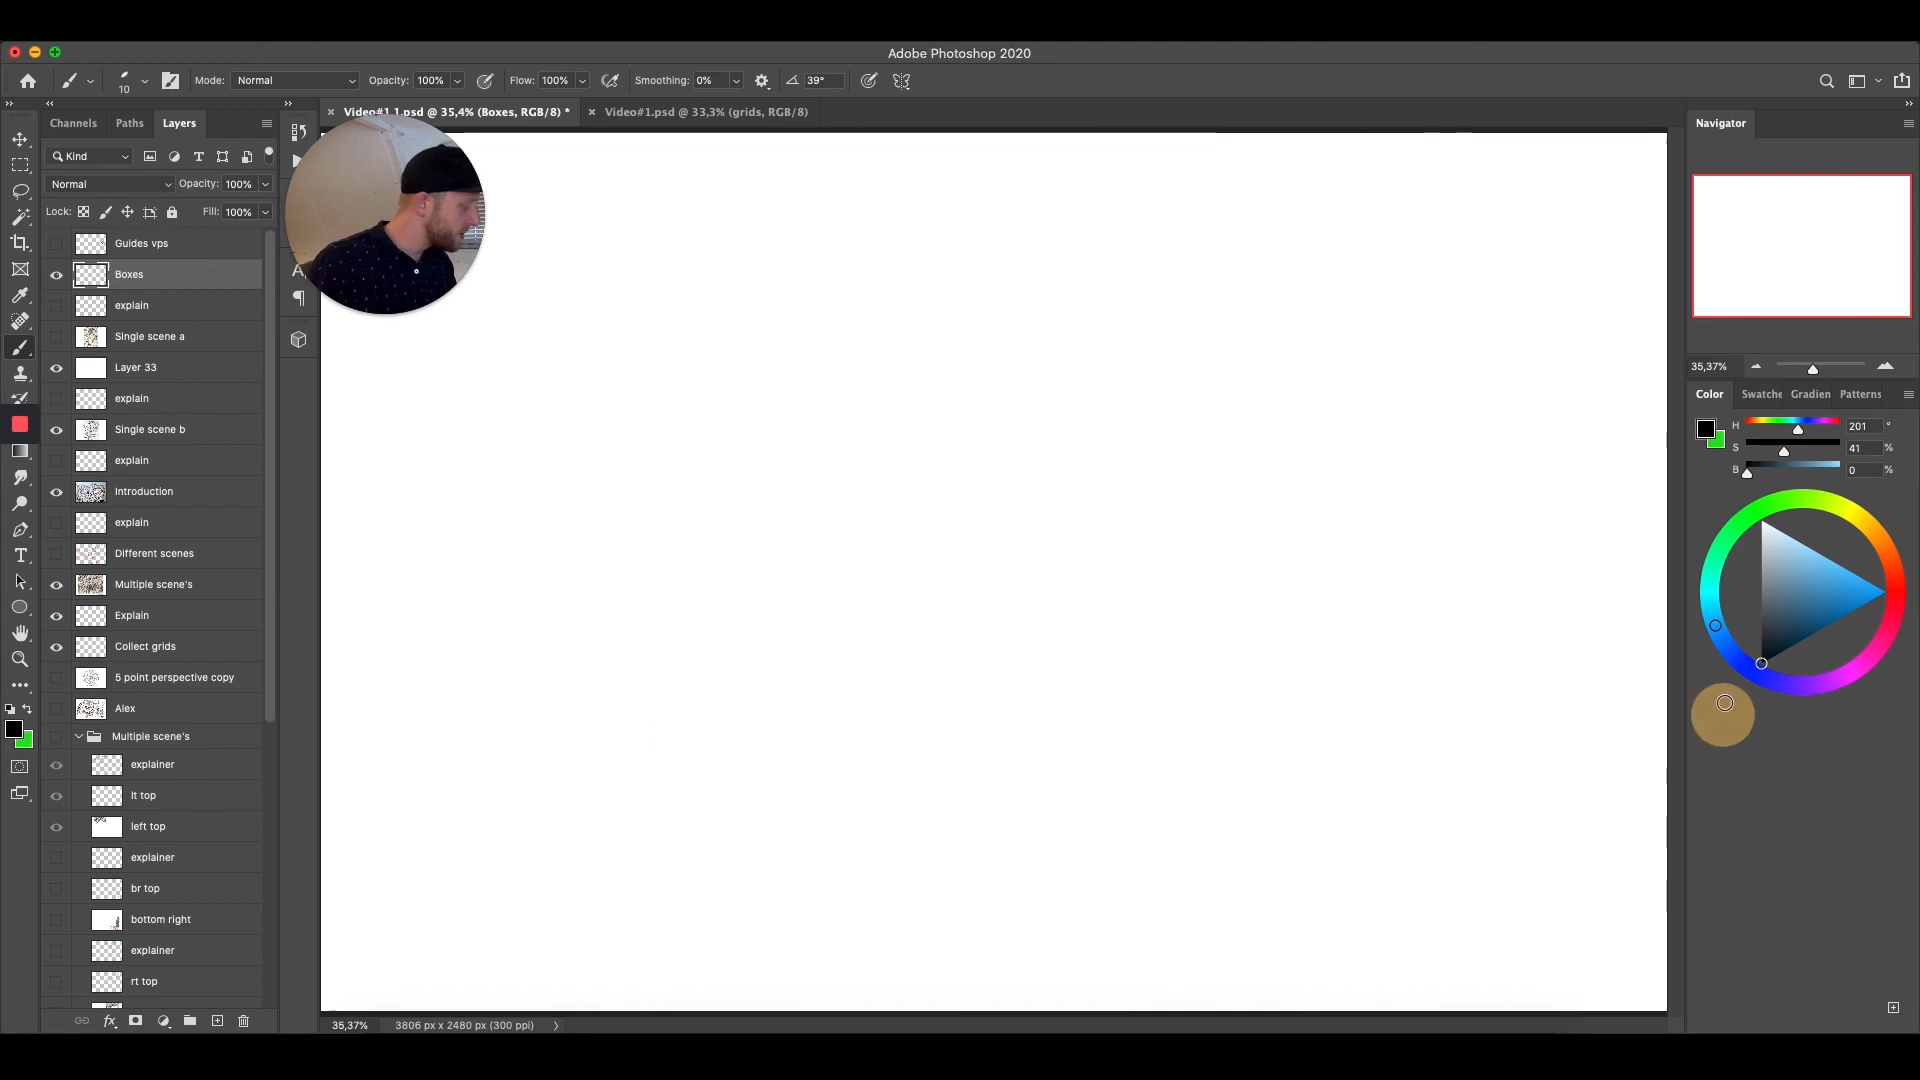 Adobe Photoshop 2020
10
Mode: Normal
Opacity: 100%
Flow: 100%
Smoothing: 0%
39°
Video#1.1.psd @ 35,4% (Boxes, RGB/8) *
Video#1.psd @ 33,3% (grids, RGB/8)
Channels
Paths
Layers
Kind
Normal
Opacity: 100%
Lock:
Fill: 100%
Guides vps
Boxes
explain
Single scene a
Layer 33
explain
Single scene b
explain
Introduction
explain
Different scenes
Multiple scene's
Explain
Collect grids
5 point perspective copy
Alex
Multiple scene's
explainer
lt top
left top
explainer
br top
bottom right
explainer
rt top
35,37%
3806 px x 2480 px (300 ppi)
Navigator
35,37%
Color
Swatche
Gradien
Patterns
H 201 °
S 41 %
B 0 %